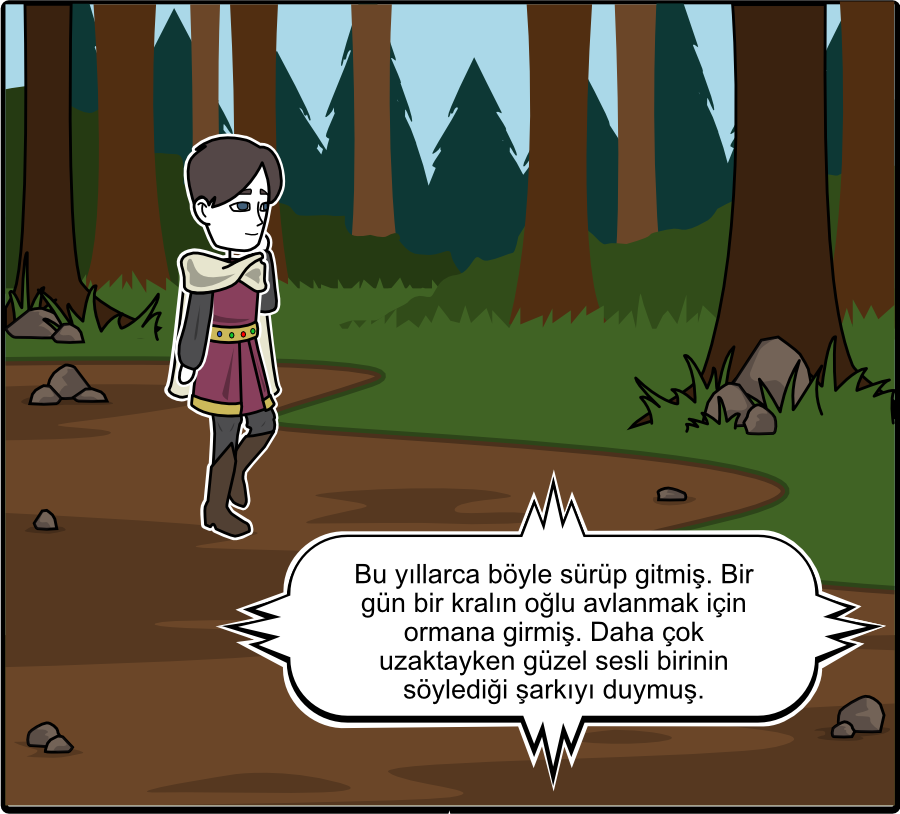 Bu yıllarca böyle sürüp gitmiş. Bir
gün bir kralın oğlu avlanmak için
ormana girmiş. Daha çok
uzaktayken güzel sesli birinin
söylediği şarkıyı duymuş.